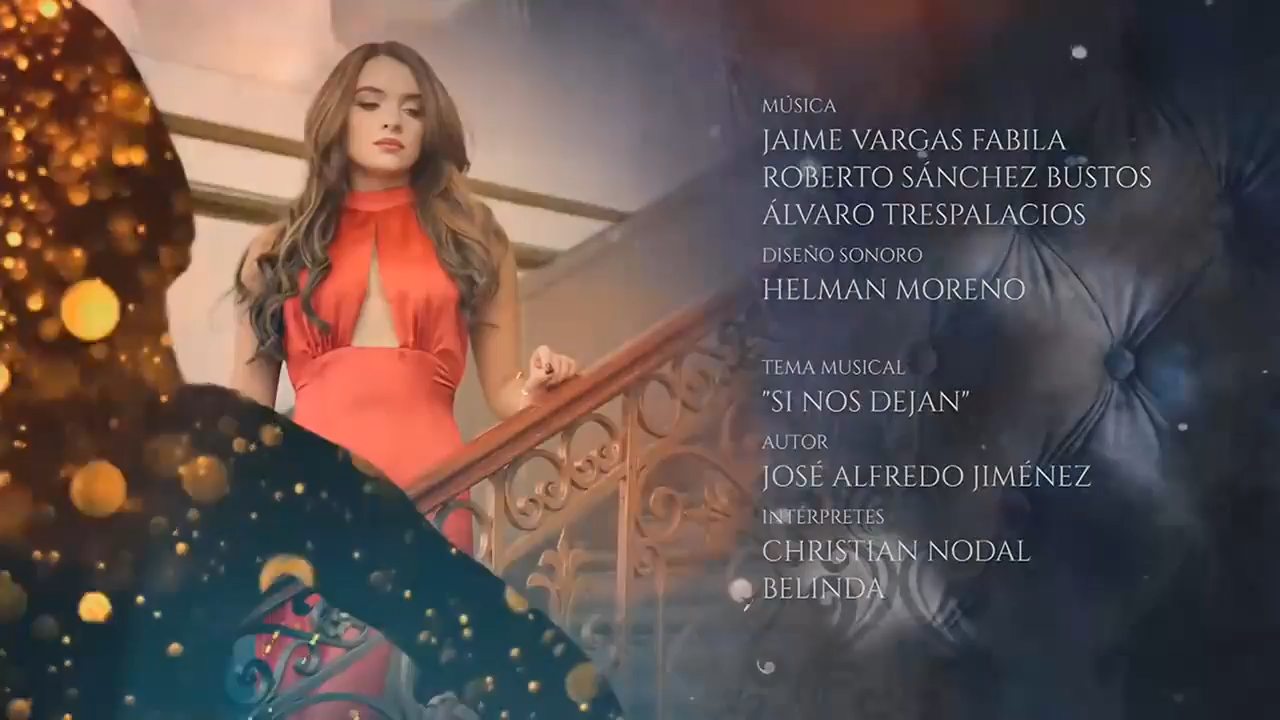 MÚSICA
JAIME VARGAS FABILA
ROBERTO SÁNCHEZ BUSTOS
ÁLVARO TRESPALACIOS
DISEÑO SONORO
HELMAN MORENO
TEMA MUSICAL
"SI NOS DEJAN"
AUTOR
JOSÉ ALFREDO JIMÉNEZ
INTÉRPRETES
CHRISTIAN NODAL
BELINDA